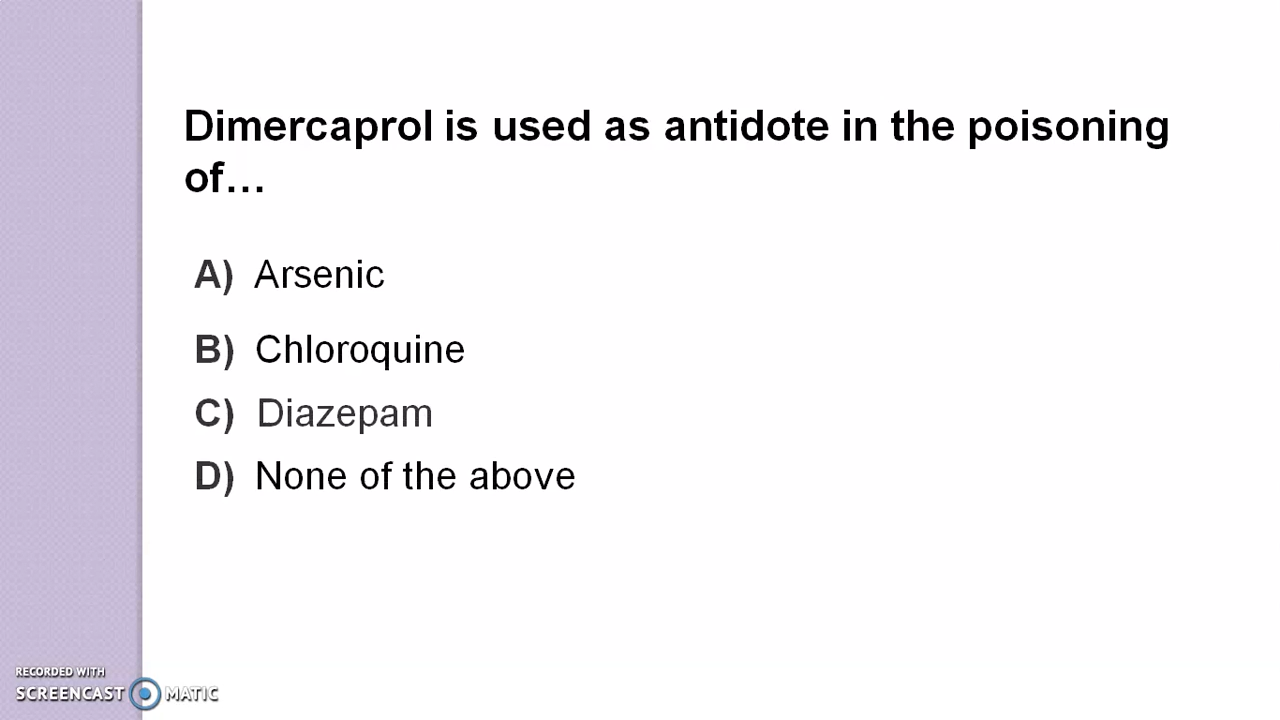 Dimercaprol is used as antidote in the poisoning
of…
A) Arsenic
B) Chloroquine
C) Diazepam
D) None of the above
RECORDED WITH
SCREENCAST MATIC